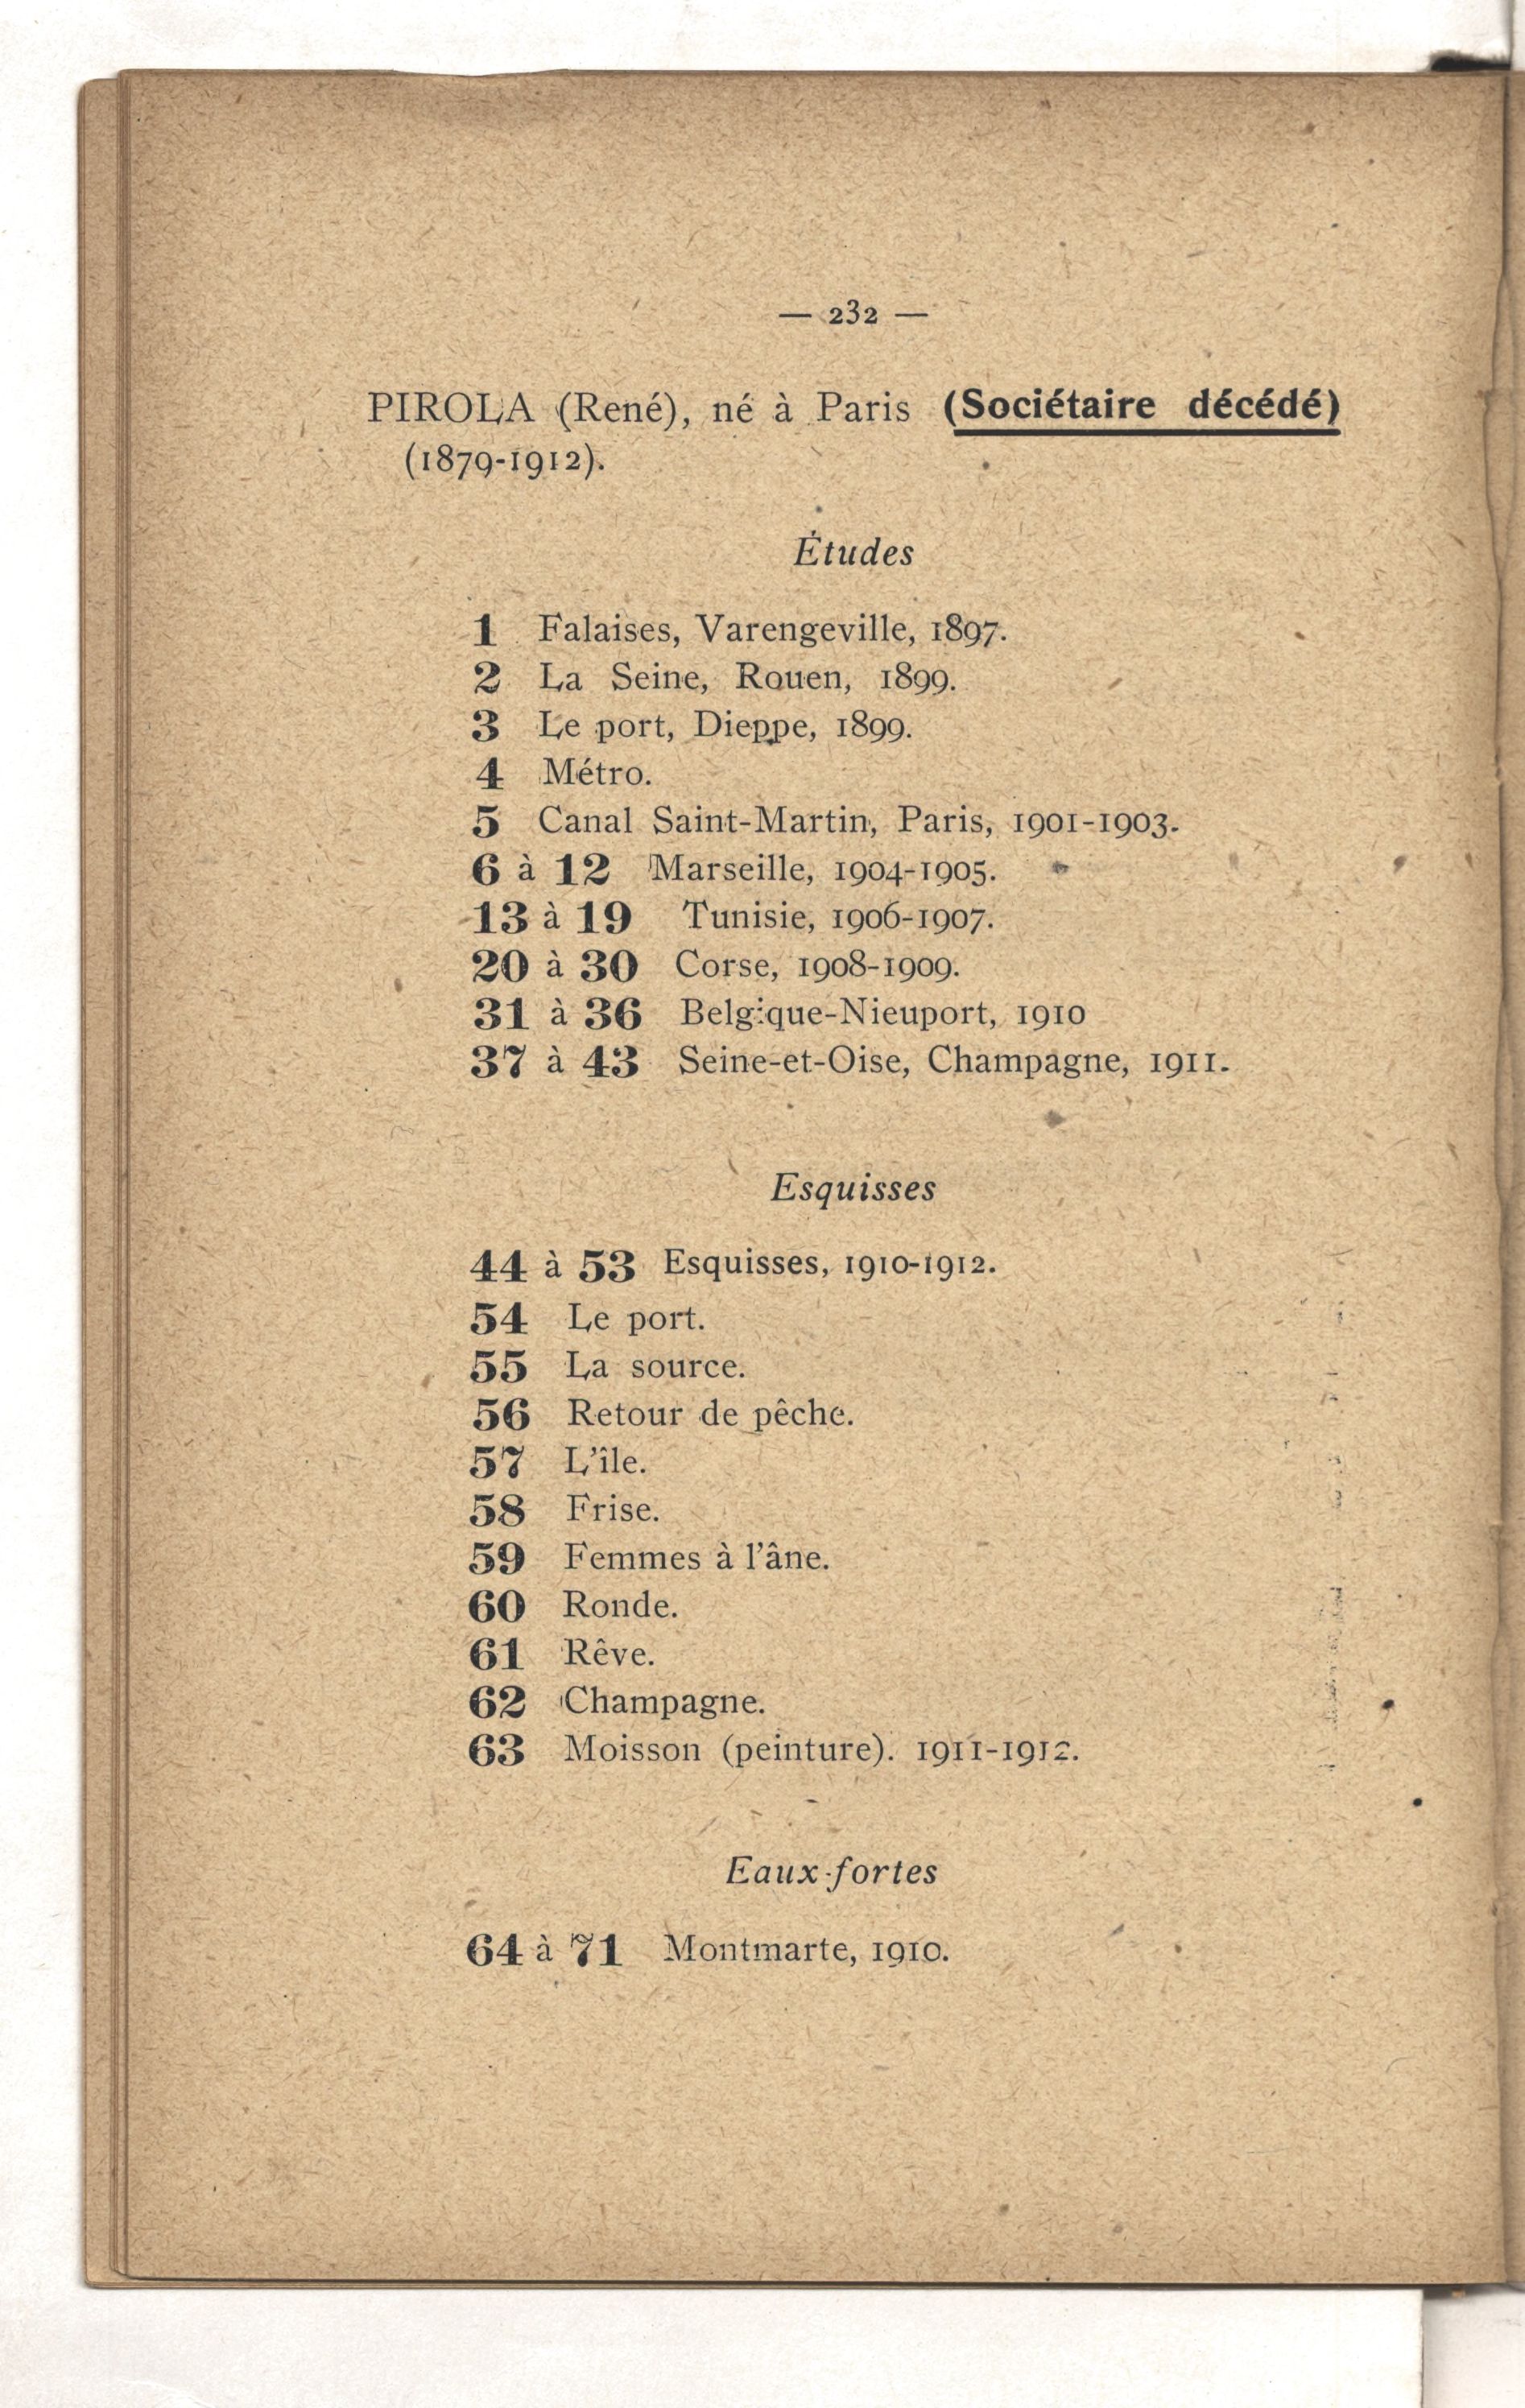 — 232 —
PIROLA (René), né à Paris (Sociétaire décédé)
(1879-1912).
Études
1 Falaises, Varengeville, 1897.
2 La Seine, Rouen, 1899.
3 Le port, Dieppe, 1899.
4 Métro.
5 Canal Saint-Martin, Paris, 1901-1903.
6 à 12 Marseille, 1904-1905.
13 à 19 Tunisie, 1906-1907.
20 à 30 Corse, 1908-1909.
31 à 36 Belgique-Nieuport, 1910
37 à 43 Seine-et-Oise, Champagne, 1911.
Esquisses
44 à 53 Esquisses, 1910-1912.
54 Le port.
55 La source.
56 Retour de pêche.
57 L'île.
58 Frise.
59 Femmes à l'âne.
60 Ronde.
61 Rêve.
62 Champagne.
63 Moisson (peinture). 1911-1912.
Eaux-fortes
64 à 71 Montmarte, 1910.